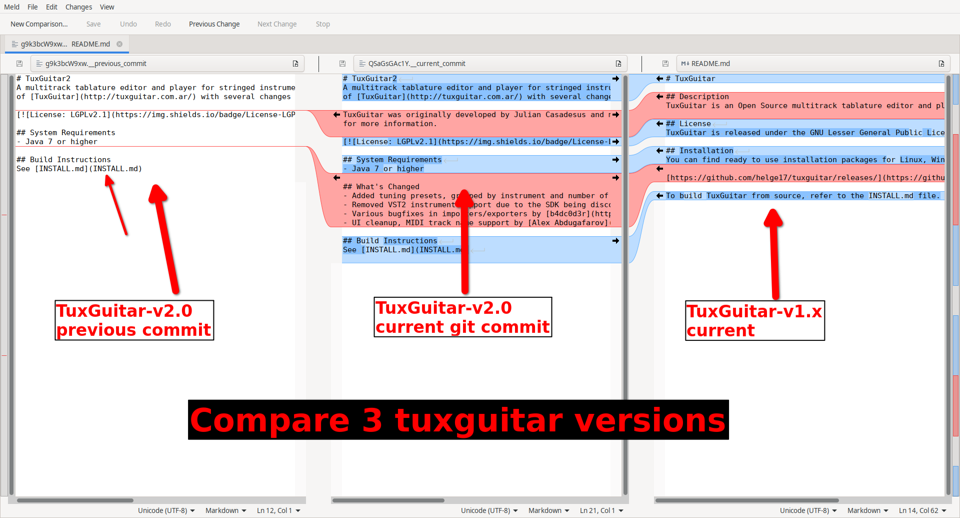 Meld File Edit Changes View
New Comparison... Save Undo Redo Previous Change Next Change Stop
g9k3bcW9xw... README.md
g9k3bcW9xw.__previous_commit
# TuxGuitar2
A multitrack tablature editor and player for stringed instrume
of [TuxGuitar](http://tuxguitar.com.ar/) with several changes
[![License: LGPLv2.1](https://img.shields.io/badge/License-LGP
## System Requirements
- Java 7 or higher
## Build Instructions
See [INSTALL.md](INSTALL.md)
TuxGuitar-v2.0
previous commit
Unicode (UTF-8) Markdown Ln 12, Col 1
QSaGsGAc1Y.__current_commit
# TuxGuitar2
A multitrack tablature editor and player for stringed instru
of [TuxGuitar](http://tuxguitar.com.ar/) with several change
TuxGuitar was originally developed by Julian Casadesus and
for more information.
[![License: LGPLv2.1](https://img.shields.io/badge/License-L
## System Requirements
- Java 7 or higher
## What's Changed
- Added tuning presets, grouped by instrument and number of
- Removed VST2 instrument support due to the SDK being disc
- Various bugfixes in importers/exporters by [b4dc0d3r](http
- UI cleanup, MIDI track name support by [Alex Abdugafarov](
## Build Instructions
See [INSTALL.md](INSTALL.md
TuxGuitar-v2.0
current git commit
Unicode (UTF-8) Markdown Ln 21, Col 1
README.md
# TuxGuitar
## Description
TuxGuitar is an Open Source multitrack tablature editor and pl
## License
TuxGuitar is released under the GNU Lesser General Public Lice
## Installation
You can find ready to use installation packages for Linux, Win
[https://github.com/helge17/tuxguitar/releases/](https://githu
To build TuxGuitar from source, refer to the INSTALL.md file.
TuxGuitar-v1.x
current
Unicode (UTF-8) Markdown Ln 14, Col 62
Compare 3 tuxguitar versions